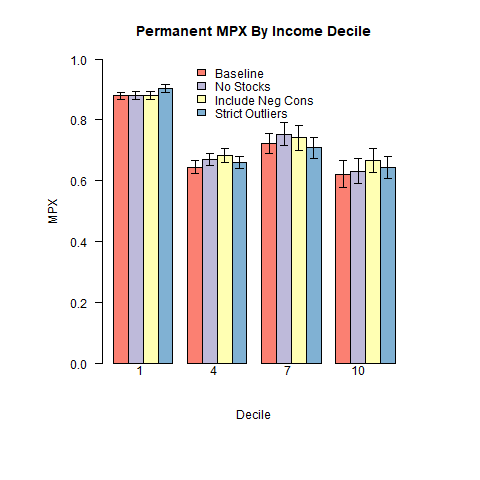 Permanent MPX By Income Decile
Baseline
No Stocks
Include Neg Cons
Strict Outliers
MPX
1.0
0.8
0.6
0.4
0.2
0.0
1 4 7 10
Decile